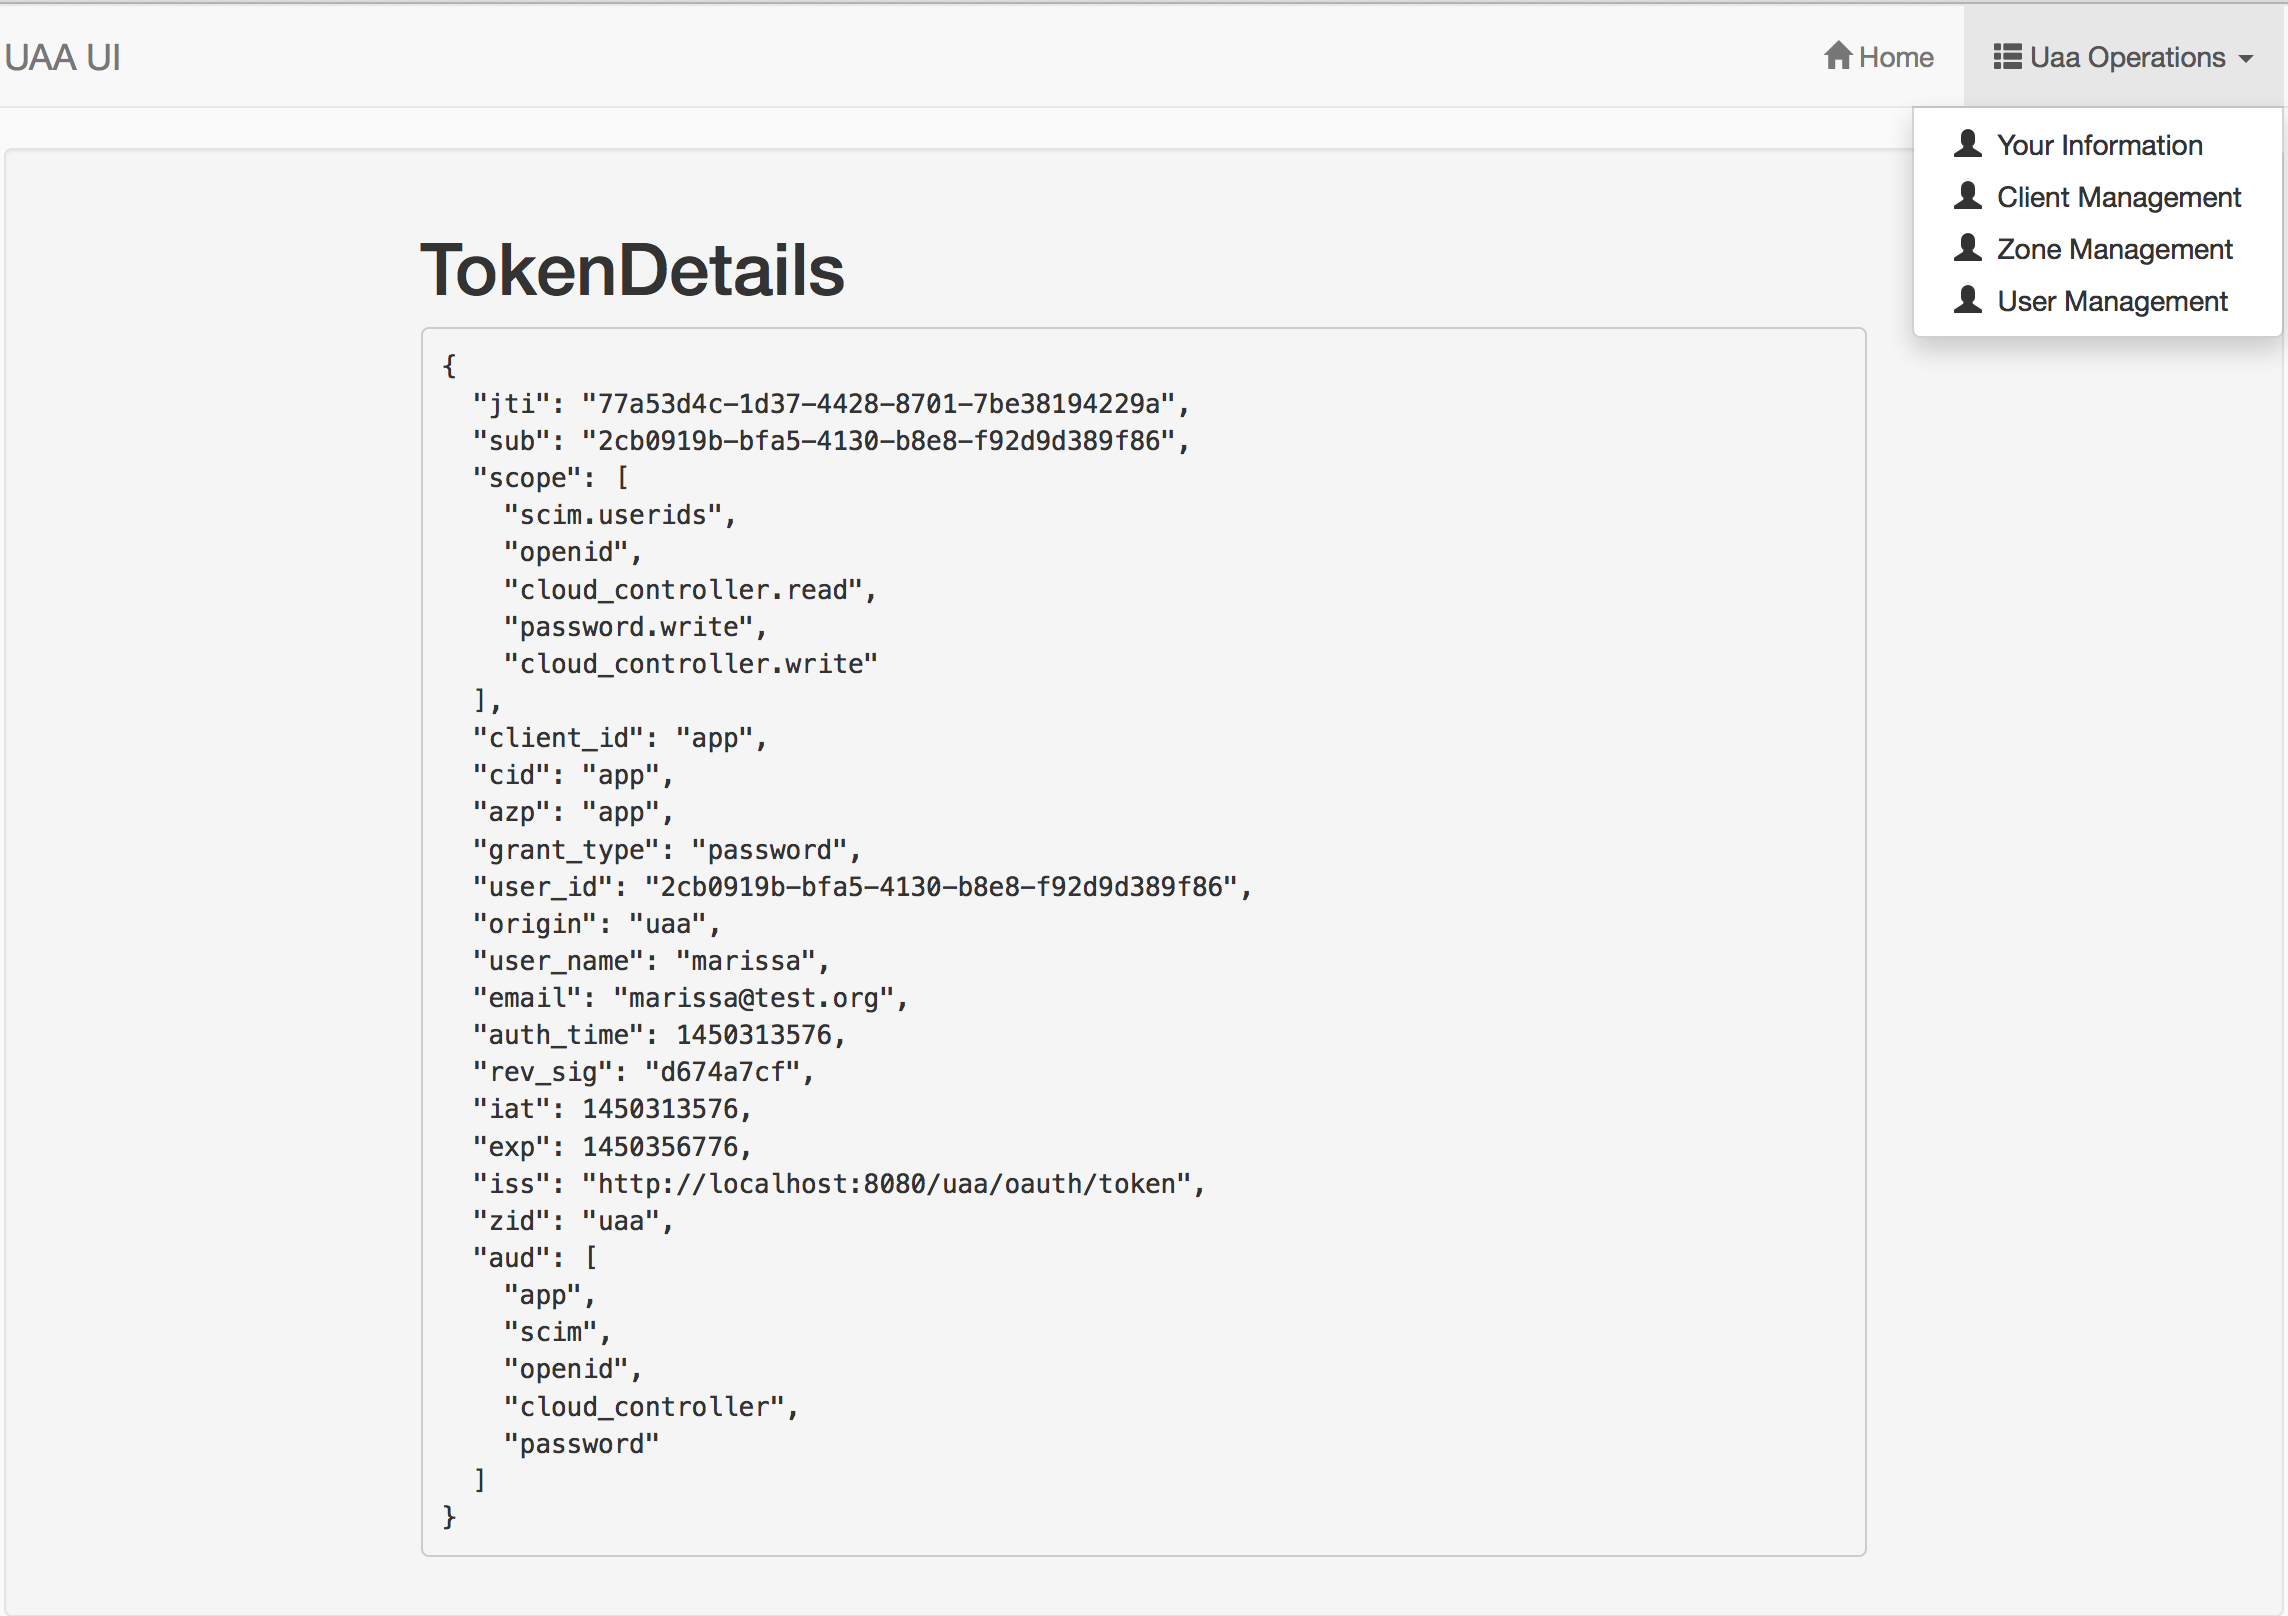 UAA UI
Home
Uaa Operations
Your Information
Client Management
Zone Management
User Management
TokenDetails
{
  "jti": "77a53d4c-1d37-4428-8701-7be38194229a",
  "sub": "2cb0919b-bfa5-4130-b8e8-f92d9d389f86",
  "scope": [
    "scim.userids",
    "openid",
    "cloud_controller.read",
    "password.write",
    "cloud_controller.write"
  ],
  "client_id": "app",
  "cid": "app",
  "azp": "app",
  "grant_type": "password",
  "user_id": "2cb0919b-bfa5-4130-b8e8-f92d9d389f86",
  "origin": "uaa",
  "user_name": "marissa",
  "email": "marissa@test.org",
  "auth_time": 1450313576,
  "rev_sig": "d674a7cf",
  "iat": 1450313576,
  "exp": 1450356776,
  "iss": "http://localhost:8080/uaa/oauth/token",
  "zid": "uaa",
  "aud": [
    "app",
    "scim",
    "openid",
    "cloud_controller",
    "password"
  ]
}